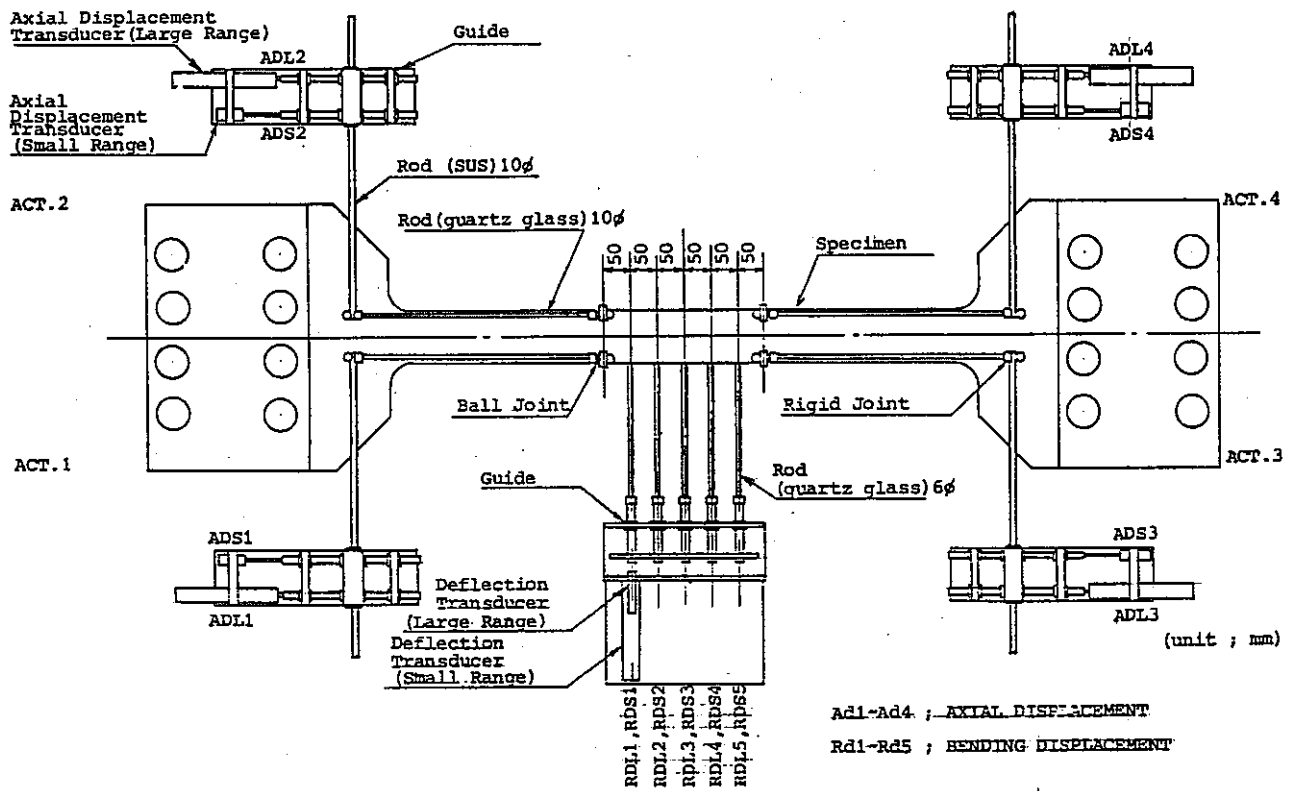 Axial Displacement
Transducer(Large Range)
ADL2
Guide
ADL4
Axial
Displacement
Transducer
(Small Range)
ADS2
ADS4
Rod (SUS)10ø
ACT.2
ACT.4
Rod(quartz glass)10ø
50 50 50 50 50 50
Specimen
Ball Joint
Rigid Joint
ACT.1
ACT.3
Guide
Rod
(quartz glass)6ø
ADS1
ADS3
Deflection
Transducer
(Large Range)
ADL1
ADL3
Deflection
Transducer
(Small Range)
(unit ; mm)
RDL1,RDS1
RDL2,RDS2
RDL3,RDS3
RDL4,RDS4
RDL5,RDS5
Ad1~Ad4 ; AXIAL DISPLACEMENT
Rd1~Rd5 ; BENDING DISPLACEMENT